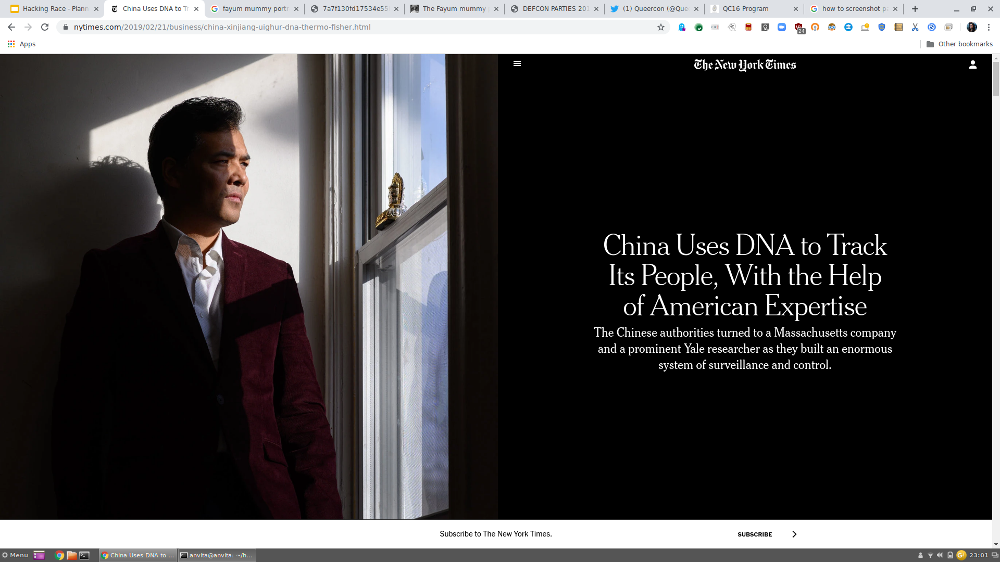 Hacking Race - Plann
China Uses DNA to Tr
fayum mummy portr
7a7f130fd17534e55
The Fayum mummy
DEFCON PARTIES 201
(1) Queercon (@Que
QC16 Program
how to screenshot p
nytimes.com/2019/02/21/business/china-xinjiang-uighur-dna-thermo-fisher.html
24
Apps
Other bookmarks
The New York Times
China Uses DNA to Track
Its People, With the Help
of American Expertise
The Chinese authorities turned to a Massachusetts company
and a prominent Yale researcher as they built an enormous
system of surveillance and control.
Subscribe to The New York Times.
SUBSCRIBE
Menu
China Uses DNA to ...
anvita@anvita: ~/h...
23:01